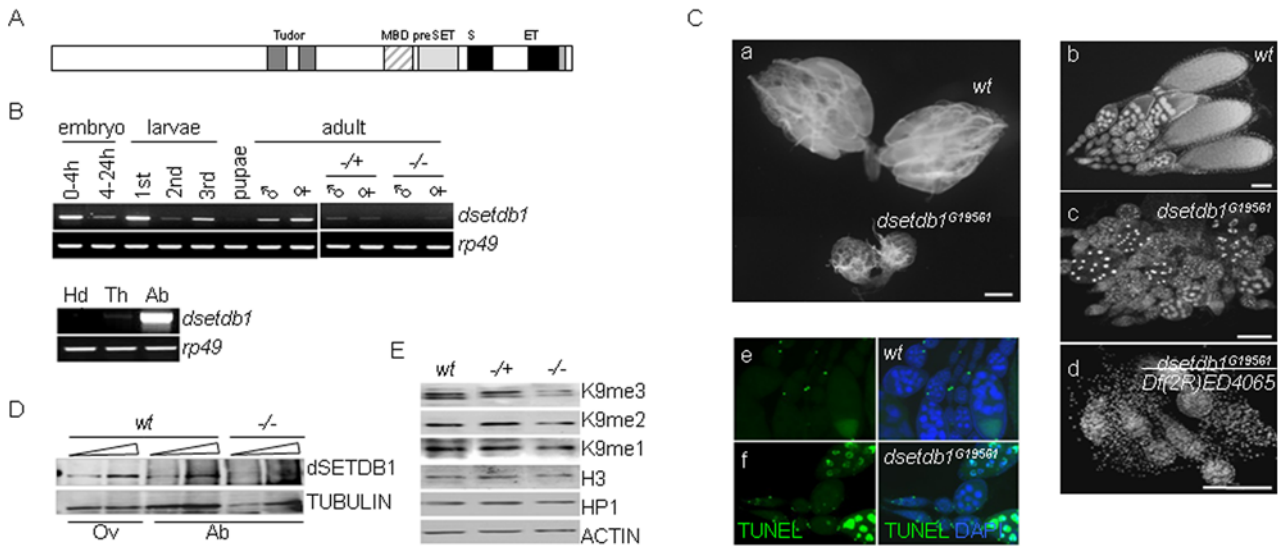 A
Tudor MBD preSET S ET
B
embryo larvae adult
0-4h 4-24h 1st 2nd 3rd pupae ♂ ♀ -/+ ♂ ♀ -/- ♂ ♀
dsetdb1
rp49
Hd Th Ab
dsetdb1
rp49
C
a
wt
dsetdb1G19561
b
wt
c
dsetdb1G19561
d
dsetdb1G19561
Df(2R)ED4065
e
wt
f
dsetdb1G19561
TUNEL
TUNEL DAPI
D
wt -/-
dSETDB1
TUBULIN
Ov Ab
E
wt -/+ -/-
K9me3
K9me2
K9me1
H3
HP1
ACTIN